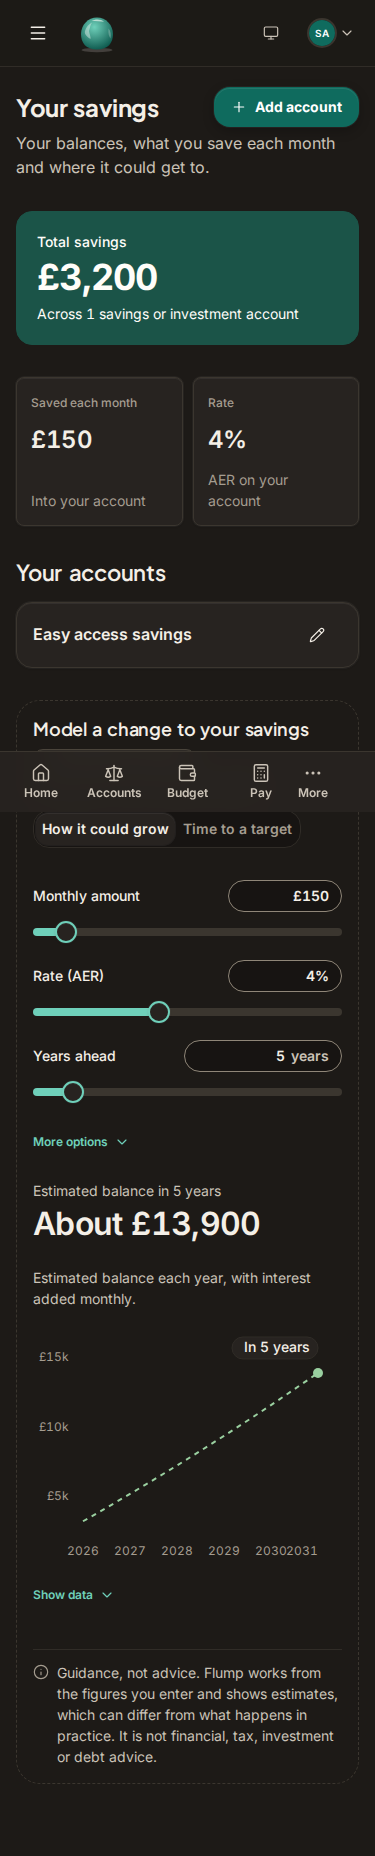 SA
Your savings
Add account
Your balances, what you save each month
and where it could get to.
Total savings
£3,200
Across 1 savings or investment account
Saved each month
£150
Into your account
Rate
4%
AER on your
account
Your accounts
Easy access savings
Model a change to your savings
Home
Accounts
Budget
Pay
More
How it could grow
Time to a target
Monthly amount
£150
Rate (AER)
4%
Years ahead
5 years
More options
Estimated balance in 5 years
About £13,900
Estimated balance each year, with interest
added monthly.
In 5 years
£15k
£10k
£5k
2026 2027 2028 2029 2030 2031
Show data
Guidance, not advice. Flump works from
the figures you enter and shows estimates,
which can differ from what happens in
practice. It is not financial, tax, investment
or debt advice.